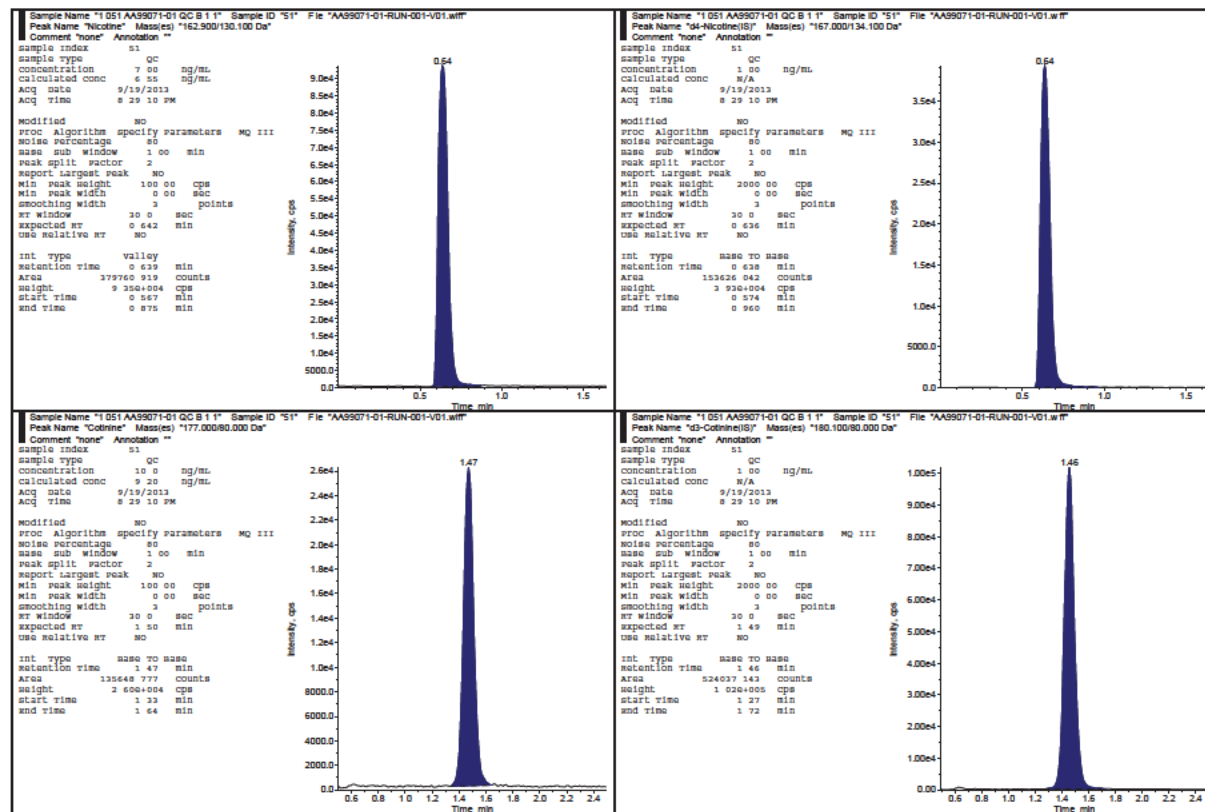 Sample Name "1 051 AA99071-01 QC B 1 1" Sample ID "S1" File "AA99071-01-RUN-001-V01.wiff"
Peak Name "Nicotine" Mass(es) "162.900/130.100 Da"
Comment "none" Annotation ""
Sample Index S1
Sample Type QC
Concentration 7 00 ng/mL
Calculated Conc 6 55 ng/mL
Acq Date 9/19/2013
Acq Time 8 29 10 PM
Modified NO
Proc Algorithm Specify Parameters MQ III
Noise Percentage 80
Base Sub Window 1 00 min
Peak Split Factor 2
Report Largest Peak NO
Min Peak Height 100 00 cps
Min Peak Width 0 00 sec
Smoothing Width 3 points
RT Window 30 0 sec
Expected RT 0 642 min
Use Relative RT NO
Int Type Valley
Retention Time 0 639 min
Area 379760 919 counts
Height 9 35e+004 cps
Start Time 0 567 min
End Time 0 875 min
0.64
Intensity, cps
9.0e4
8.5e4
8.0e4
7.5e4
7.0e4
6.5e4
6.0e4
5.5e4
5.0e4
4.5e4
4.0e4
3.5e4
3.0e4
2.5e4
2.0e4
1.5e4
1.0e4
5000.0
0.0
0.5 1.0 1.5
Time min
Sample Name "1 051 AA99071-01 QC B 1 1" Sample ID "S1" File "AA99071-01-RUN-001-V01.w ff"
Peak Name "d4-Nicotine(IS)" Mass(es) "167.000/134.100 Da"
Comment "none" Annotation ""
Sample Index S1
Sample Type QC
Concentration 1 00 ng/mL
Calculated Conc N/A
Acq Date 9/19/2013
Acq Time 8 29 10 PM
Modified NO
Proc Algorithm Specify Parameters MQ III
Noise Percentage 80
Base Sub Window 1 00 min
Peak Split Factor 2
Report Largest Peak NO
Min Peak Height 2000 00 cps
Min Peak Width 0 00 sec
Smoothing Width 3 points
RT Window 30 0 sec
Expected RT 0 636 min
Use Relative RT NO
Int Type Base To Base
Retention Time 0 638 min
Area 153626 042 counts
Height 3 93e+004 cps
Start Time 0 574 min
End Time 0 960 min
0.64
Intensity, cps
3.5e4
3.0e4
2.5e4
2.0e4
1.5e4
1.0e4
5000.0
0.0
0.5 1.0 1.5
Time min
Sample Name "1 051 AA99071-01 QC B 1 1" Sample ID "S1" File "AA99071-01-RUN-001-V01.wiff"
Peak Name "Cotinine" Mass(es) "177.000/80.000 Da"
Comment "none" Annotation ""
Sample Index S1
Sample Type QC
Concentration 10 0 ng/mL
Calculated Conc 9 20 ng/mL
Acq Date 9/19/2013
Acq Time 8 29 10 PM
Modified NO
Proc Algorithm Specify Parameters MQ III
Noise Percentage 80
Base Sub Window 1 00 min
Peak Split Factor 2
Report Largest Peak NO
Min Peak Height 100 00 cps
Min Peak Width 0 00 sec
Smoothing Width 3 points
RT Window 30 0 sec
Expected RT 1 50 min
Use Relative RT NO
Int Type Base To Base
Retention Time 1 47 min
Area 135648 777 counts
Height 2 60e+004 cps
Start Time 1 33 min
End Time 1 64 min
1.47
Intensity, cps
2.6e4
2.4e4
2.2e4
2.0e4
1.8e4
1.6e4
1.4e4
1.2e4
1.0e4
8000.0
6000.0
4000.0
2000.0
0.0
0.6 0.8 1.0 1.2 1.4 1.6 1.8 2.0 2.2 2.4
Time min
Sample Name "1 051 AA99071-01 QC B 1 1" Sample ID "S1" File "AA99071-01-RUN-001-V01.w ff"
Peak Name "d3-Cotinine(IS)" Mass(es) "180.100/80.000 Da"
Comment "none" Annotation ""
Sample Index S1
Sample Type QC
Concentration 1 00 ng/mL
Calculated Conc N/A
Acq Date 9/19/2013
Acq Time 8 29 10 PM
Modified NO
Proc Algorithm Specify Parameters MQ III
Noise Percentage 80
Base Sub Window 1 00 min
Peak Split Factor 2
Report Largest Peak NO
Min Peak Height 2000 00 cps
Min Peak Width 0 00 sec
Smoothing Width 3 points
RT Window 30 0 sec
Expected RT 1 49 min
Use Relative RT NO
Int Type Base To Base
Retention Time 1 46 min
Area 524037 143 counts
Height 1 02e+005 cps
Start Time 1 27 min
End Time 1 72 min
1.46
Intensity, cps
1.00e5
9.00e4
8.00e4
7.00e4
6.00e4
5.00e4
4.00e4
3.00e4
2.00e4
1.00e4
0.00
0.6 0.8 1.0 1.2 1.4 1.6 1.8 2.0 2.2 2.4
Time min